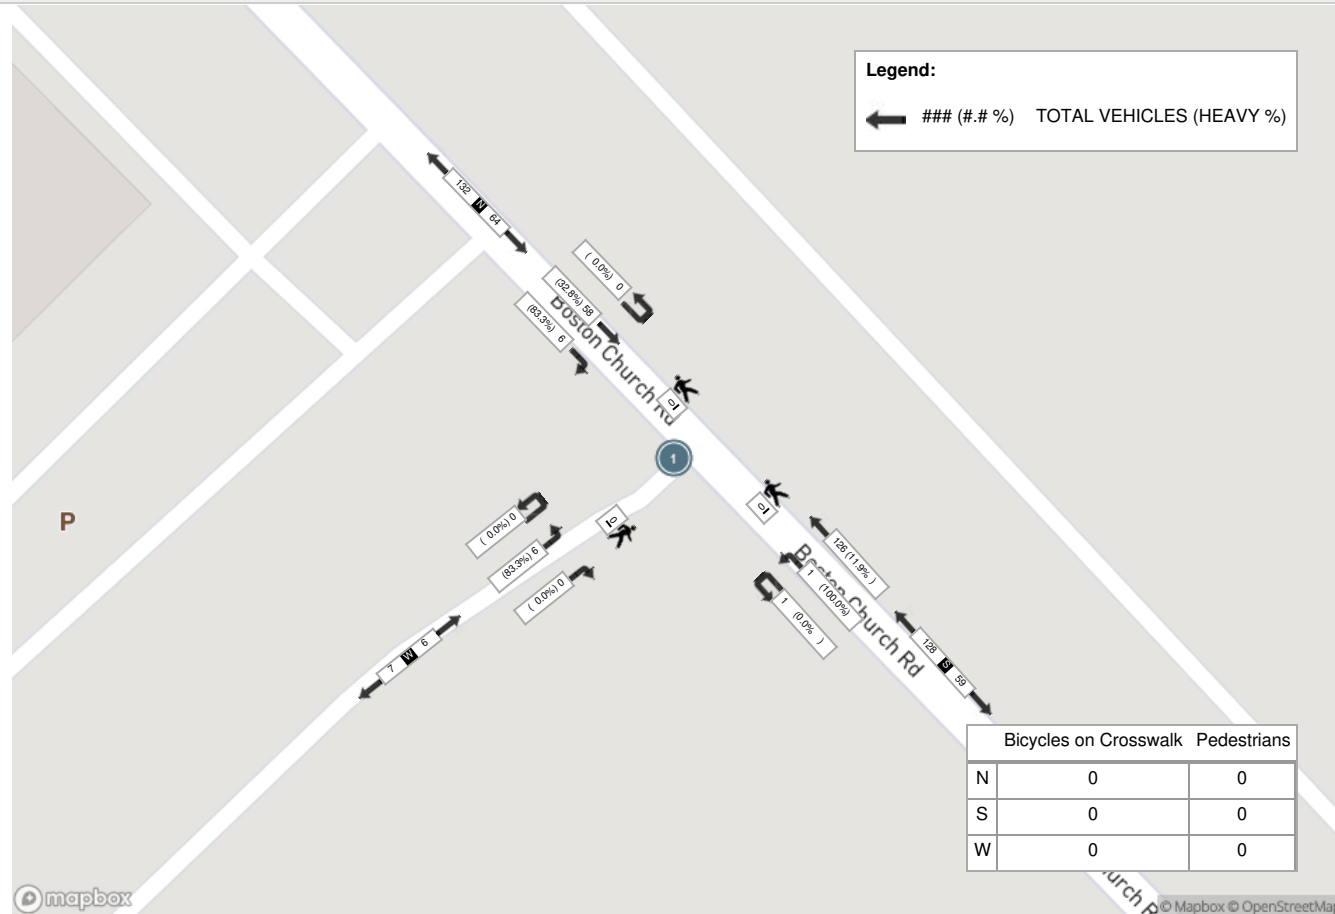 Legend:
### (#.# %) TOTAL VEHICLES (HEAVY %)
132 N 64
( 0.0%) 0
(32.8%) 58
(83.3%) 6
Boston Church Rd
0
1
0
0
( 0.0%) 0
(83.3%) 6
( 0.0%) 0
7 W 6
126 (11.9% )
1 (100.0%)
1 (0.0% )
Boston Church Rd
128 S 59
P
Bicycles on Crosswalk Pedestrians
N 0 0
S 0 0
W 0 0
mapbox
© Mapbox © OpenStreetMap